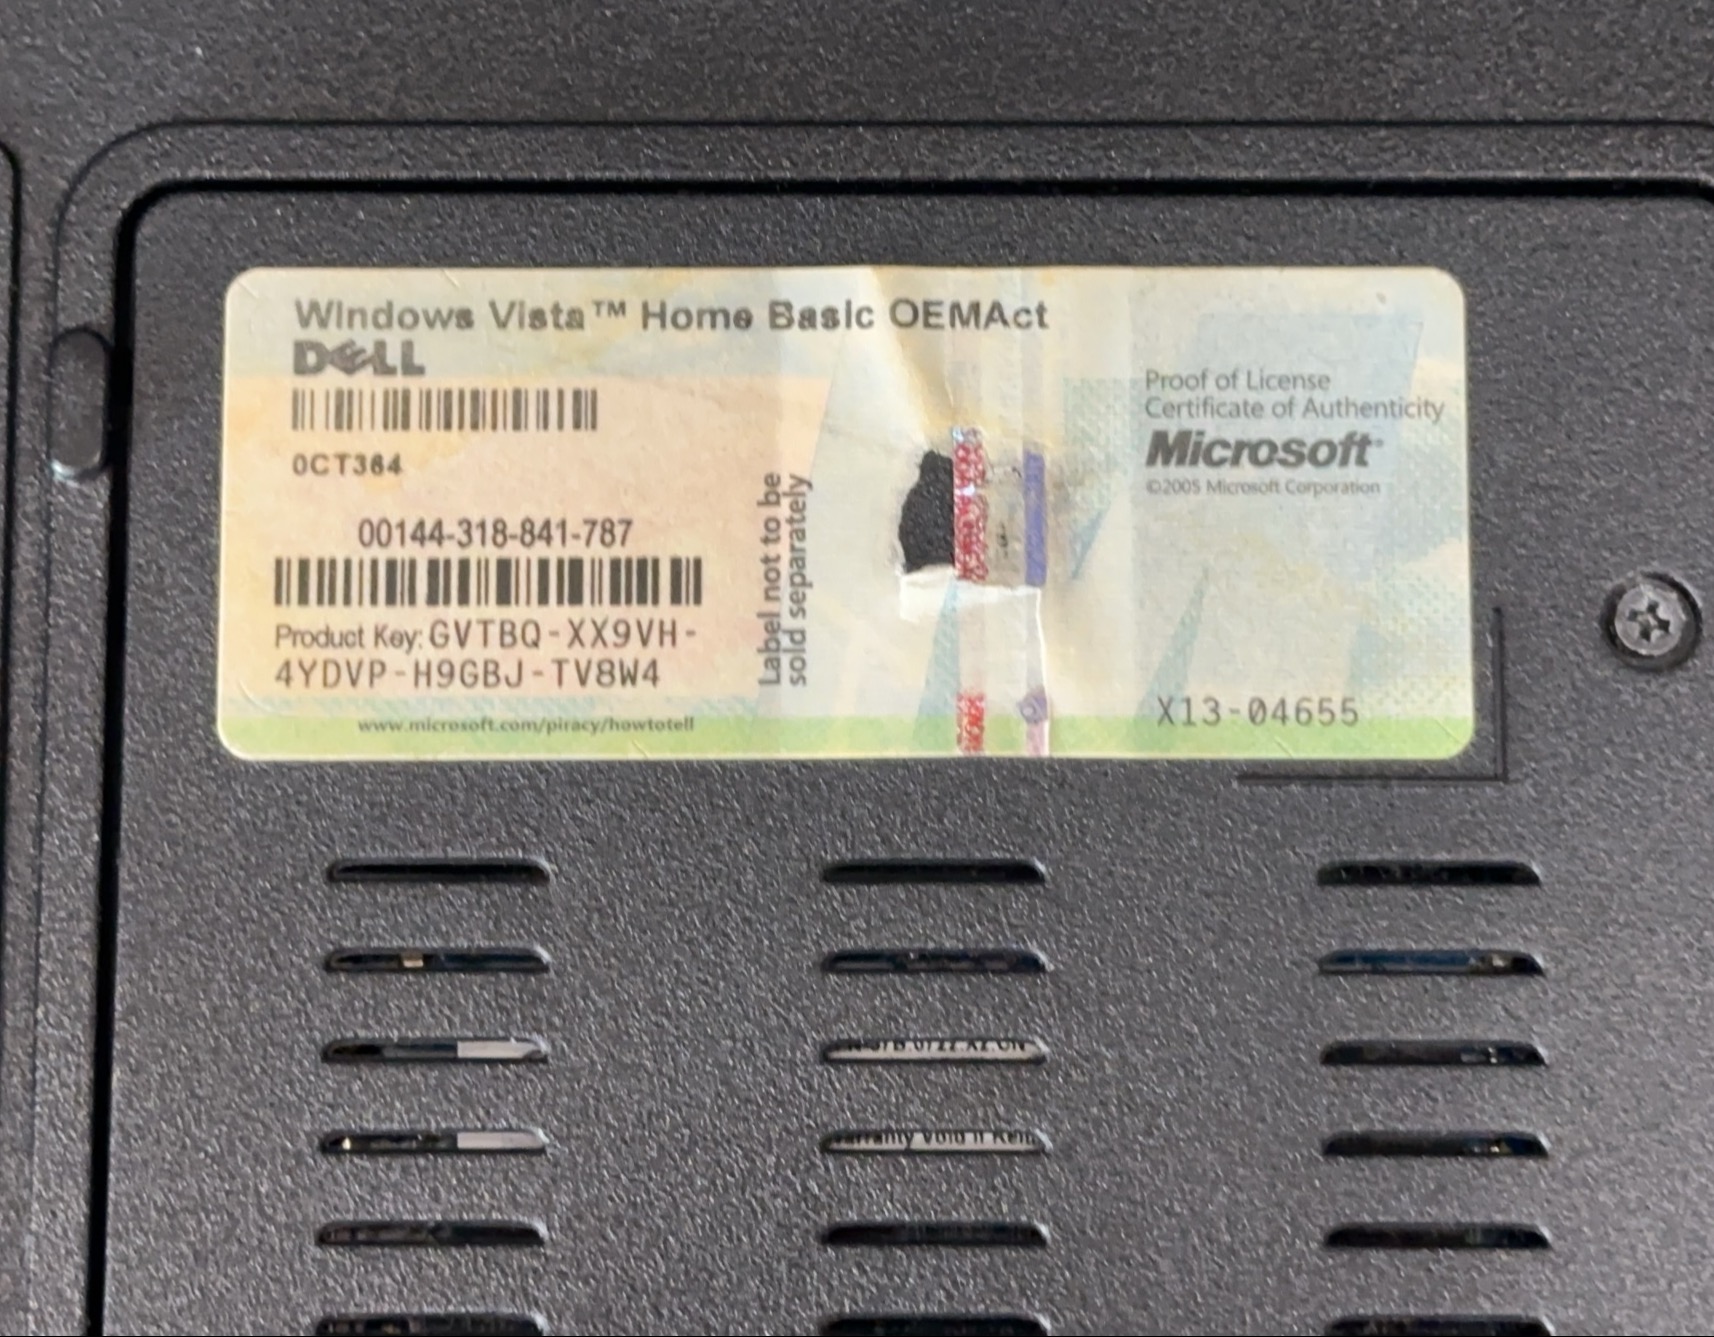 Windows Vista™ Home Basic OEMAct
DELL
0CT364
00144-318-841-787
Product Key: GVTBQ-XX9VH-
4YDVP-H9GBJ-TV8W4
www.microsoft.com/piracy/howtotell
Label not to be
sold separately
Proof of License
Certificate of Authenticity
Microsoft®
©2005 Microsoft Corporation
X13-04655